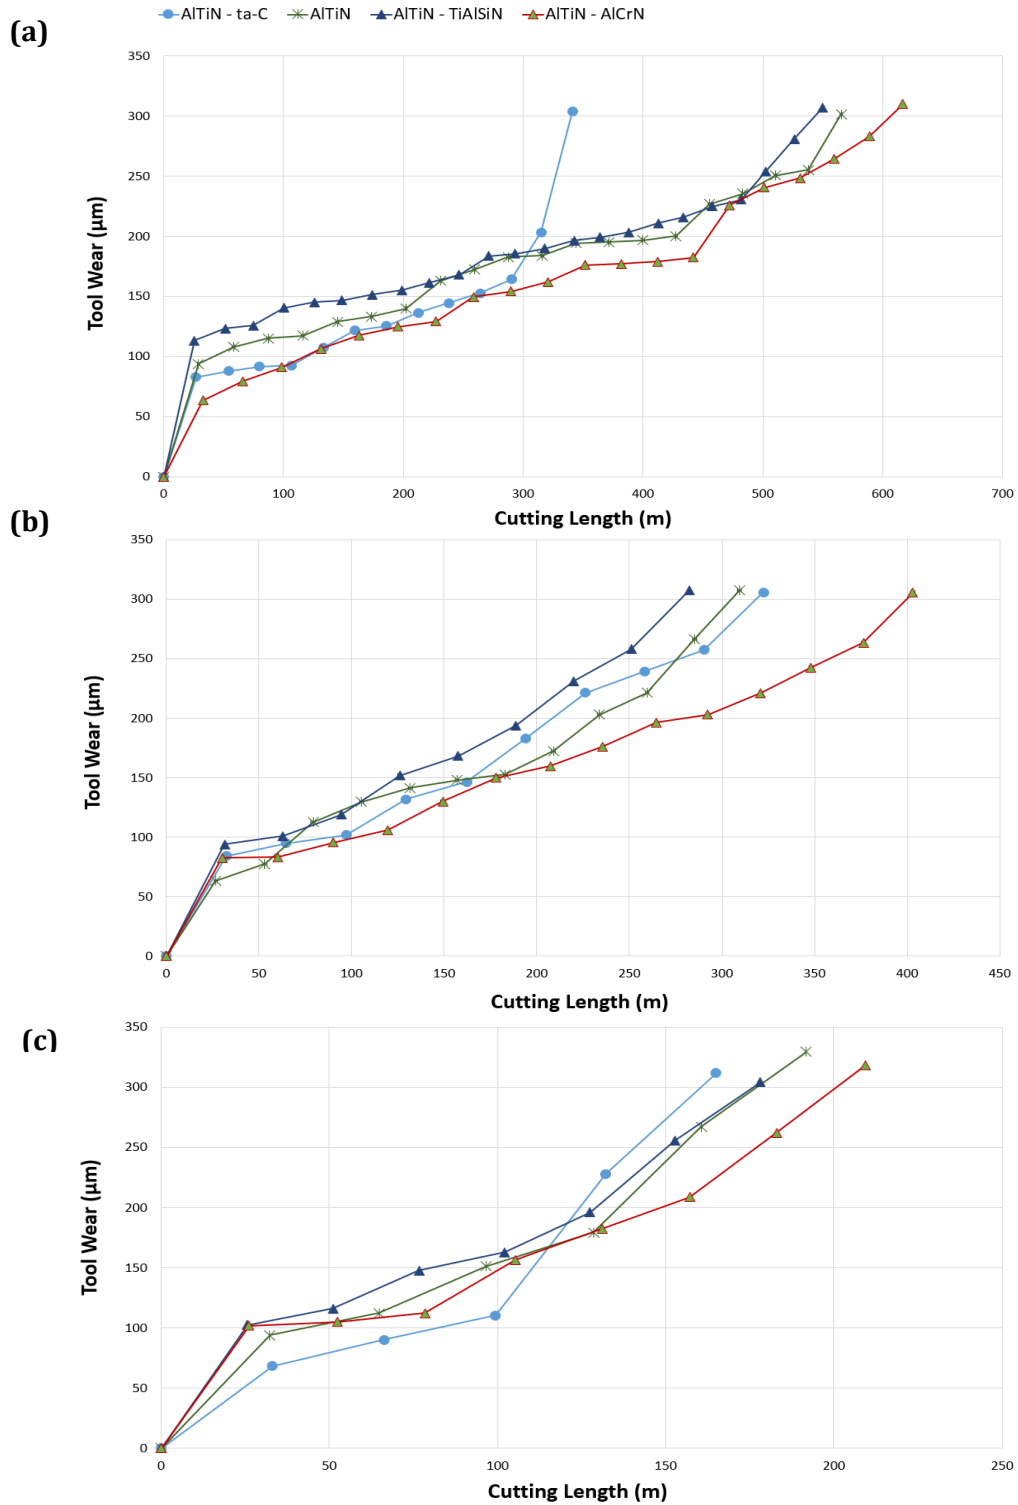 AlTiN - ta-C AlTiN AlTiN - TiAlSiN AlTiN - AlCrN
(a)
350
300
250
200
150
100
50
0
Tool Wear (µm)
0 100 200 300 400 500 600 700
Cutting Length (m)
(b)
350
300
250
200
150
100
50
0
Tool Wear (µm)
0 50 100 150 200 250 300 350 400 450
Cutting Length (m)
(c)
350
300
250
200
150
100
50
0
Tool Wear (µm)
0 50 100 150 200 250
Cutting Length (m)